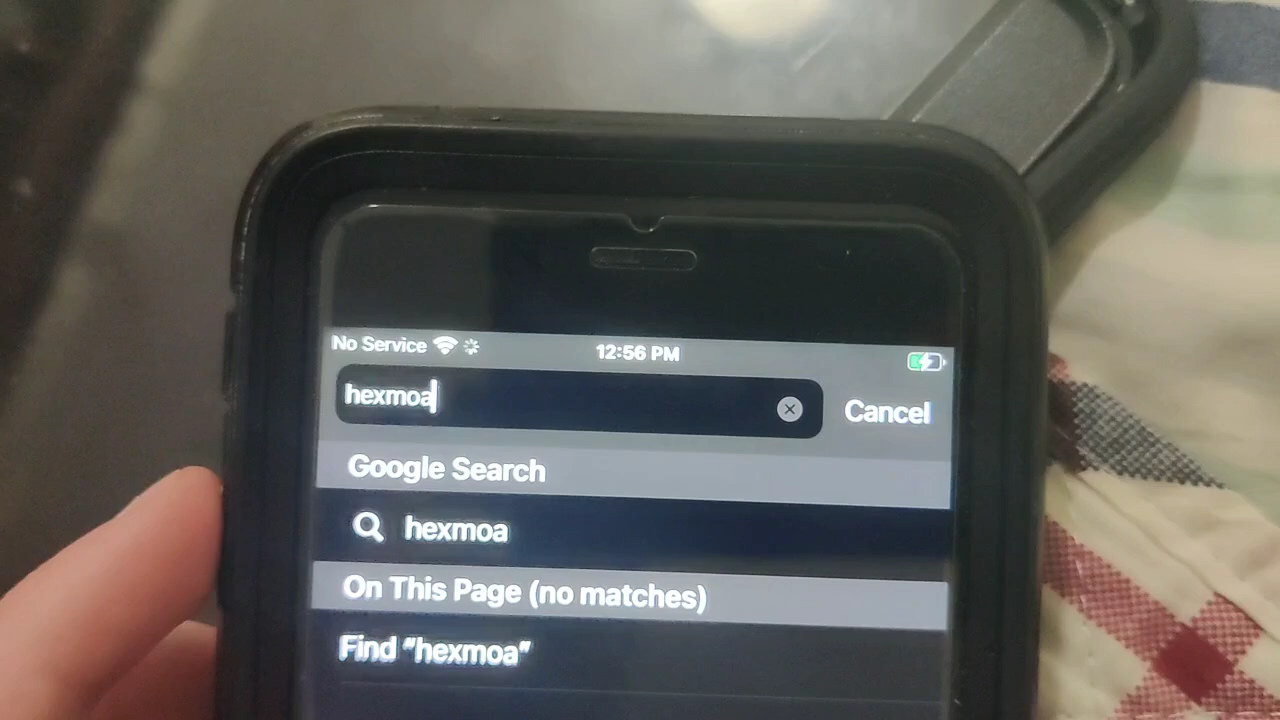 No Service 12:56 PM
hexmoa Cancel
Google Search
hexmoa
On This Page (no matches)
Find “hexmoa”